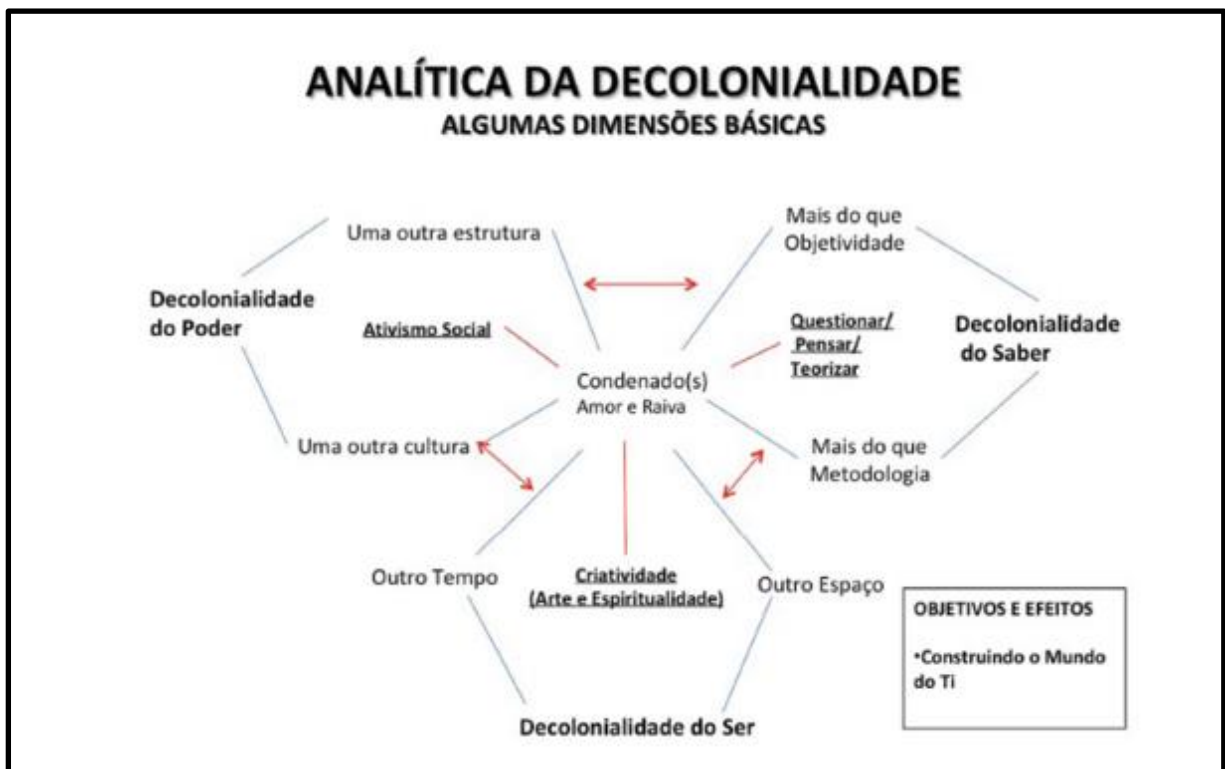 ANALÍTICA DA DECOLONIALIDADE
ALGUMAS DIMENSÕES BÁSICAS
Uma outra estrutura
Mais do que
Objetividade
Decolonialidade
do Poder
Ativismo Social
Questionar/
Pensar/
Teorizar
Decolonialidade
do Saber
Condenado(s)
Amor e Raiva
Uma outra cultura
Mais do que
Metodologia
Outro Tempo
Criatividade
(Arte e Espiritualidade)
Outro Espaço
OBJETIVOS E EFEITOS
•Construindo o Mundo
do Ti
Decolonialidade do Ser